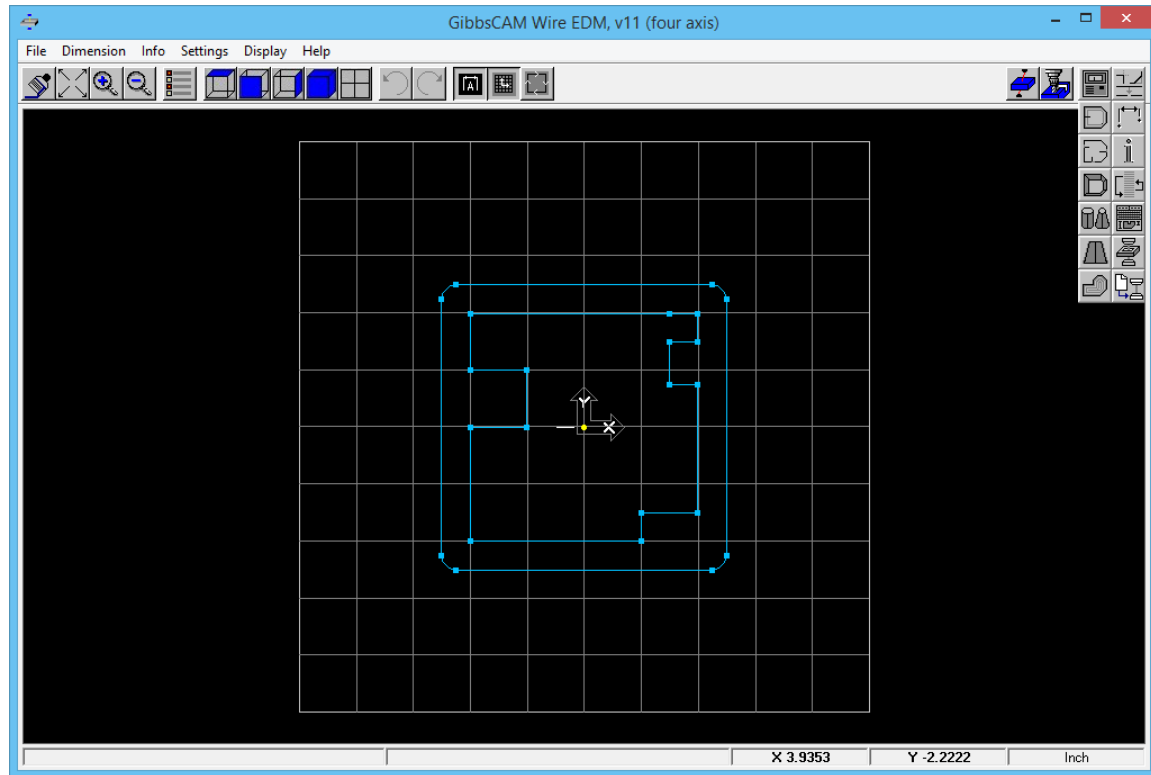 GibbsCAM Wire EDM, v11 (four axis)
File Dimension Info Settings Display Help
A
Y
X
X 3.9353 Y -2.2222 Inch